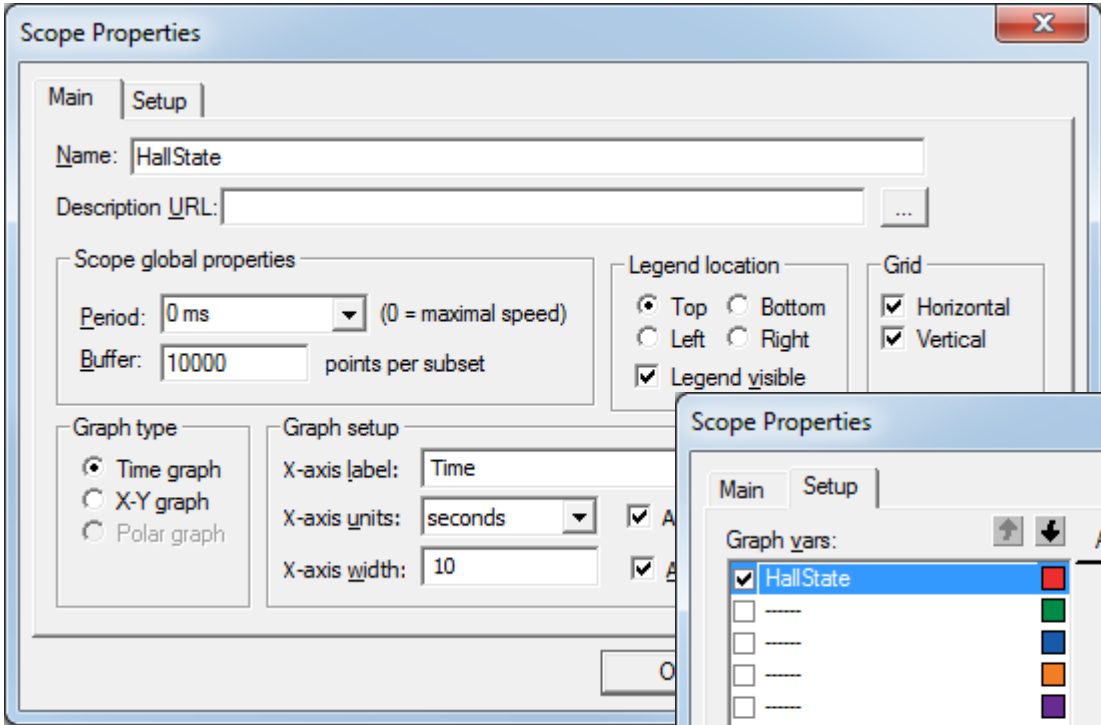 Scope Properties
Main Setup
Name: HallState
Description URL: ...
Scope global properties
Period: 0 ms (0 = maximal speed)
Buffer: 10000 points per subset
Legend location
Top Bottom
Left Right
Legend visible
Grid
Horizontal
Vertical
Graph type
Time graph
X-Y graph
Polar graph
Graph setup
X-axis label: Time
X-axis units: seconds A
X-axis width: 10 A
O
Scope Properties
Main Setup
Graph vars: A
HallState
------
------
------
------